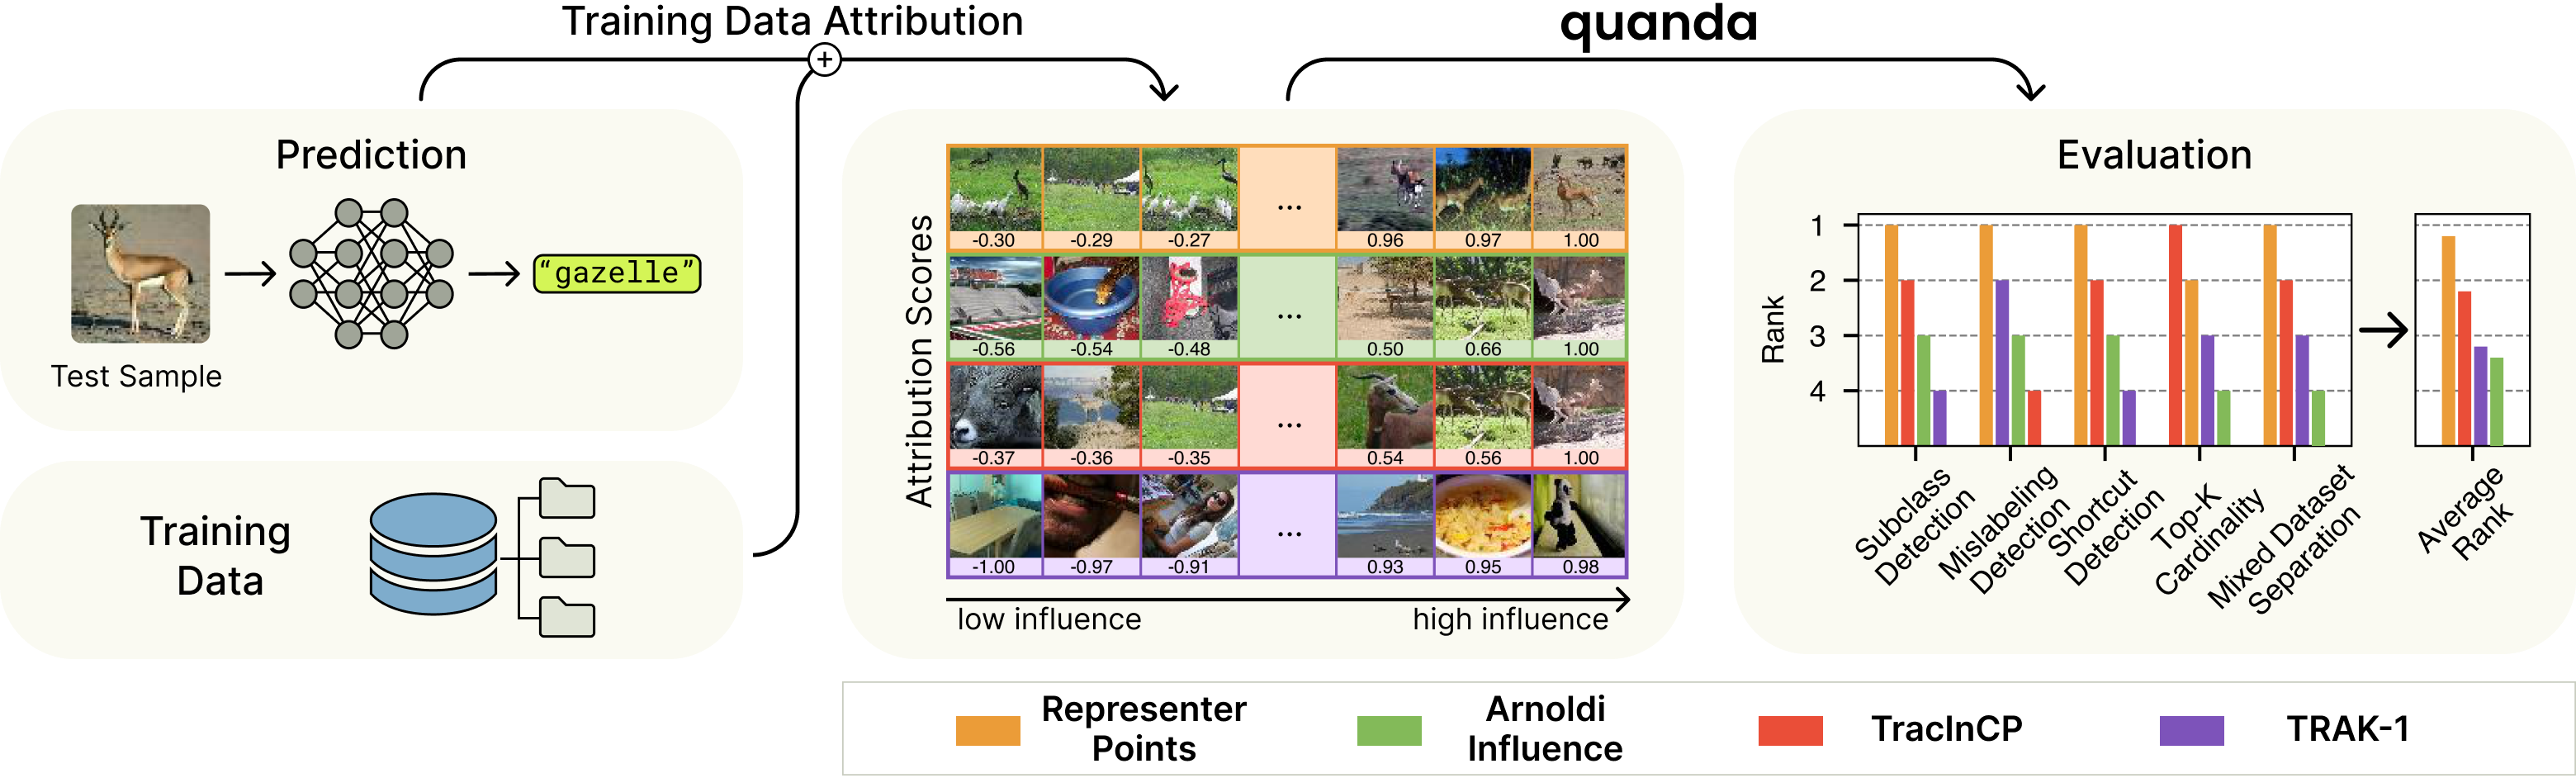 Training Data Attribution
quanda
+
Prediction
Test Sample
"gazelle"
Training
Data
Attribution Scores
...
-0.30 -0.29 -0.27 0.96 0.97 1.00
...
-0.56 -0.54 -0.48 0.50 0.66 1.00
...
-0.37 -0.36 -0.35 0.54 0.56 1.00
...
-1.00 -0.97 -0.91 0.93 0.95 0.98
low influence
high influence
Evaluation
Rank
1
2
3
4
Subclass
Detection
Mislabeling
Detection
Shortcut
Detection
Top-K
Cardinality
Mixed Dataset
Separation
Average
Rank
Representer
Points
Arnoldi
Influence
TracInCP
TRAK-1